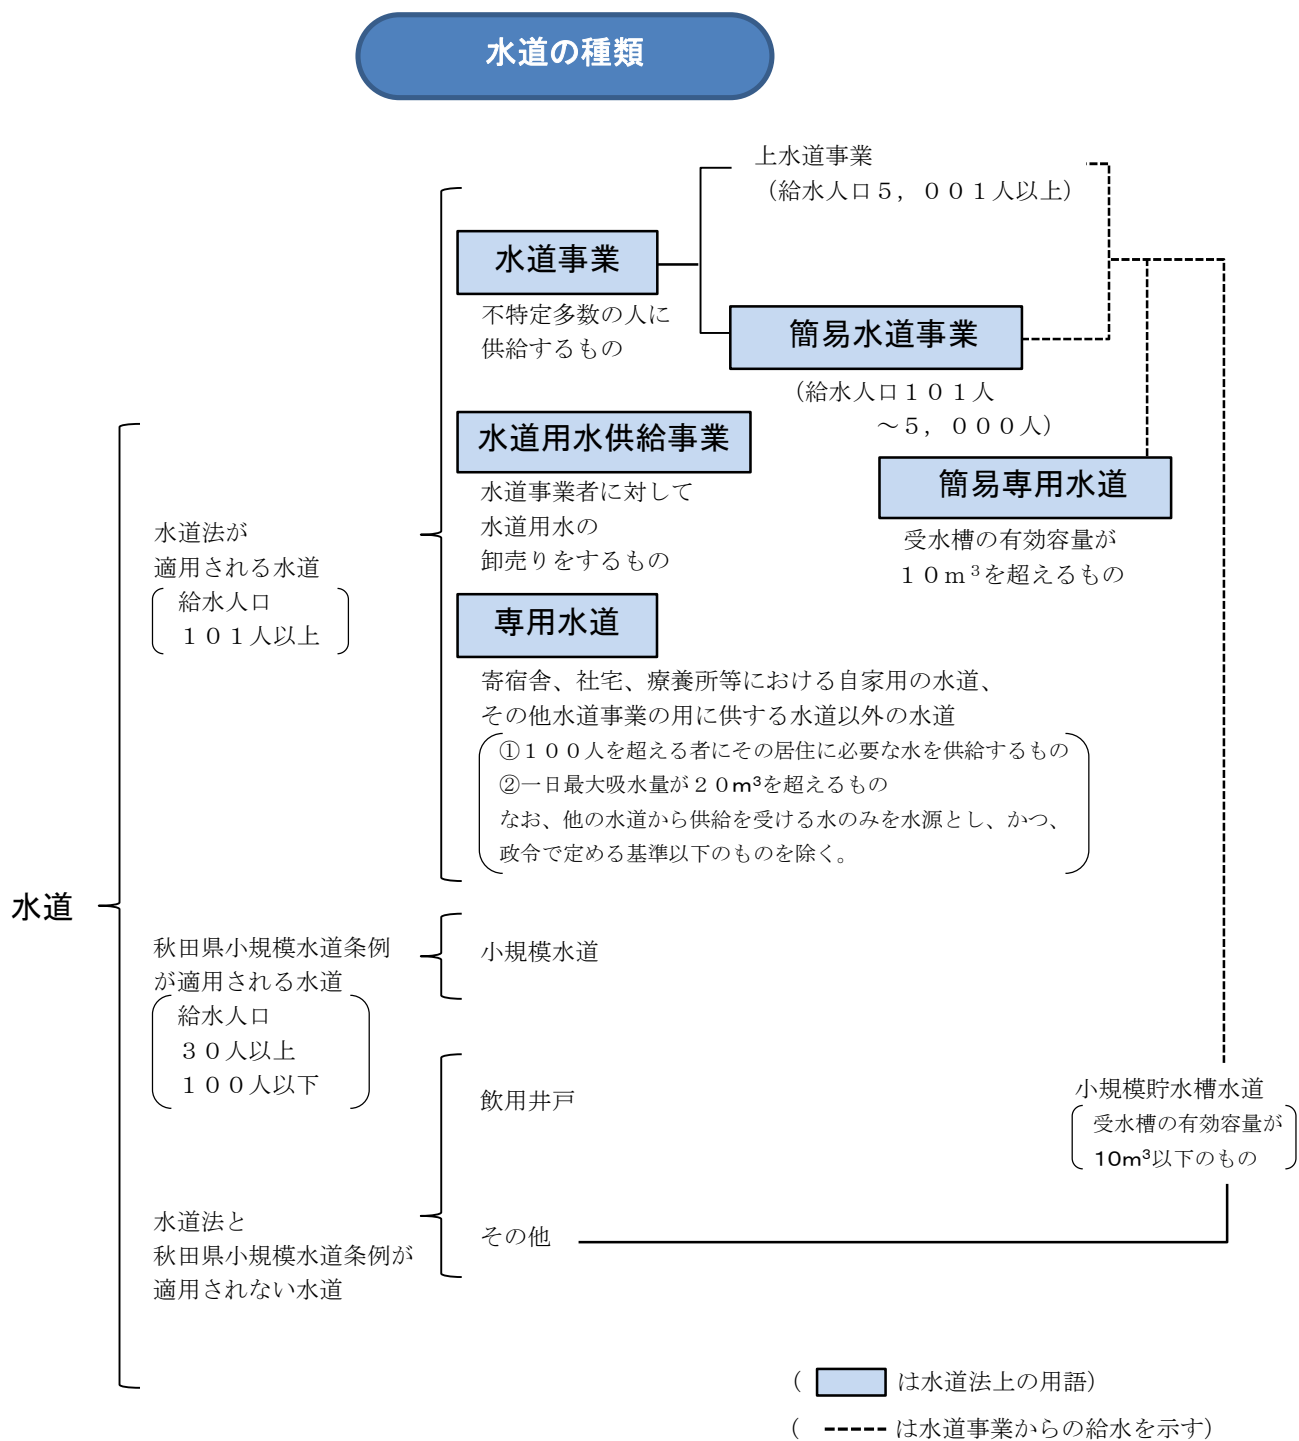 水道の種類
上水道事業
（給水人口５，００１人以上）
水道事業
不特定多数の人に
供給するもの
簡易水道事業
（給水人口１０１人
～５，０００人）
水道用水供給事業
水道事業者に対して
水道用水の
卸売りをするもの
簡易専用水道
受水槽の有効容量が
１０ｍ³を超えるもの
水道法が
適用される水道
給水人口
１０１人以上
専用水道
寄宿舎、社宅、療養所等における自家用の水道、
その他水道事業の用に供する水道以外の水道
①１００人を超える者にその居住に必要な水を供給するもの
②一日最大吸水量が２０m³を超えるもの
なお、他の水道から供給を受ける水のみを水源とし、かつ、
政令で定める基準以下のものを除く。
水道
秋田県小規模水道条例
が適用される水道
給水人口
３０人以上
１００人以下
小規模水道
飲用井戸
小規模貯水槽水道
受水槽の有効容量が
10m³以下のもの
水道法と
秋田県小規模水道条例が
適用されない水道
その他
（ は水道法上の用語）
（ ----- は水道事業からの給水を示す）